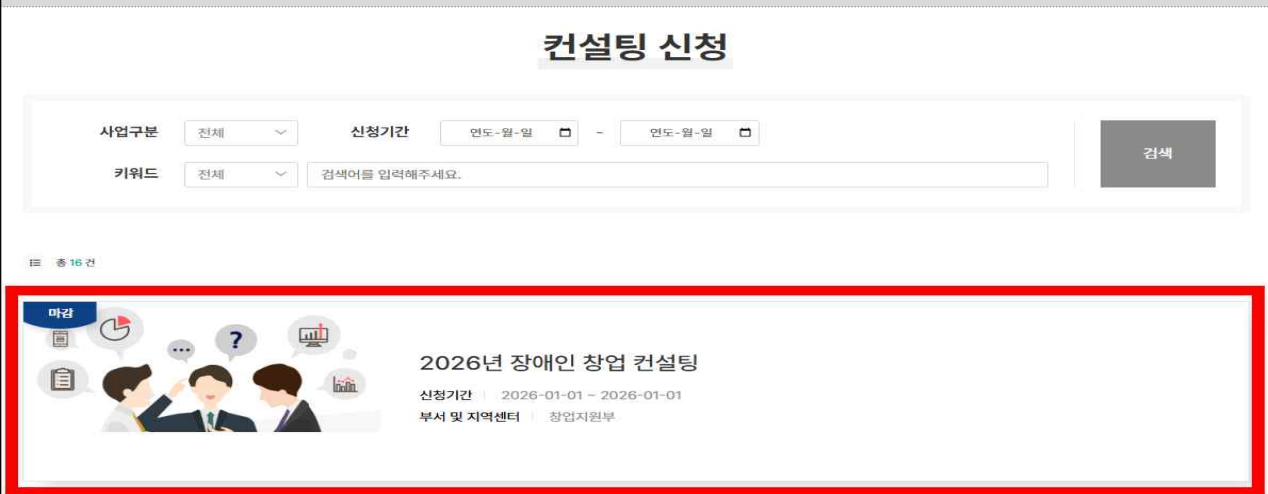 컨설팅 신청
사업구분 전체 신청기간 연도-월-일 - 연도-월-일
검색
키워드 전체 검색어를 입력해주세요.
총 16 건
마감
?
2026년 장애인 창업 컨설팅
신청기간 2026-01-01 ~ 2026-01-01
부서 및 지역센터 창업지원부